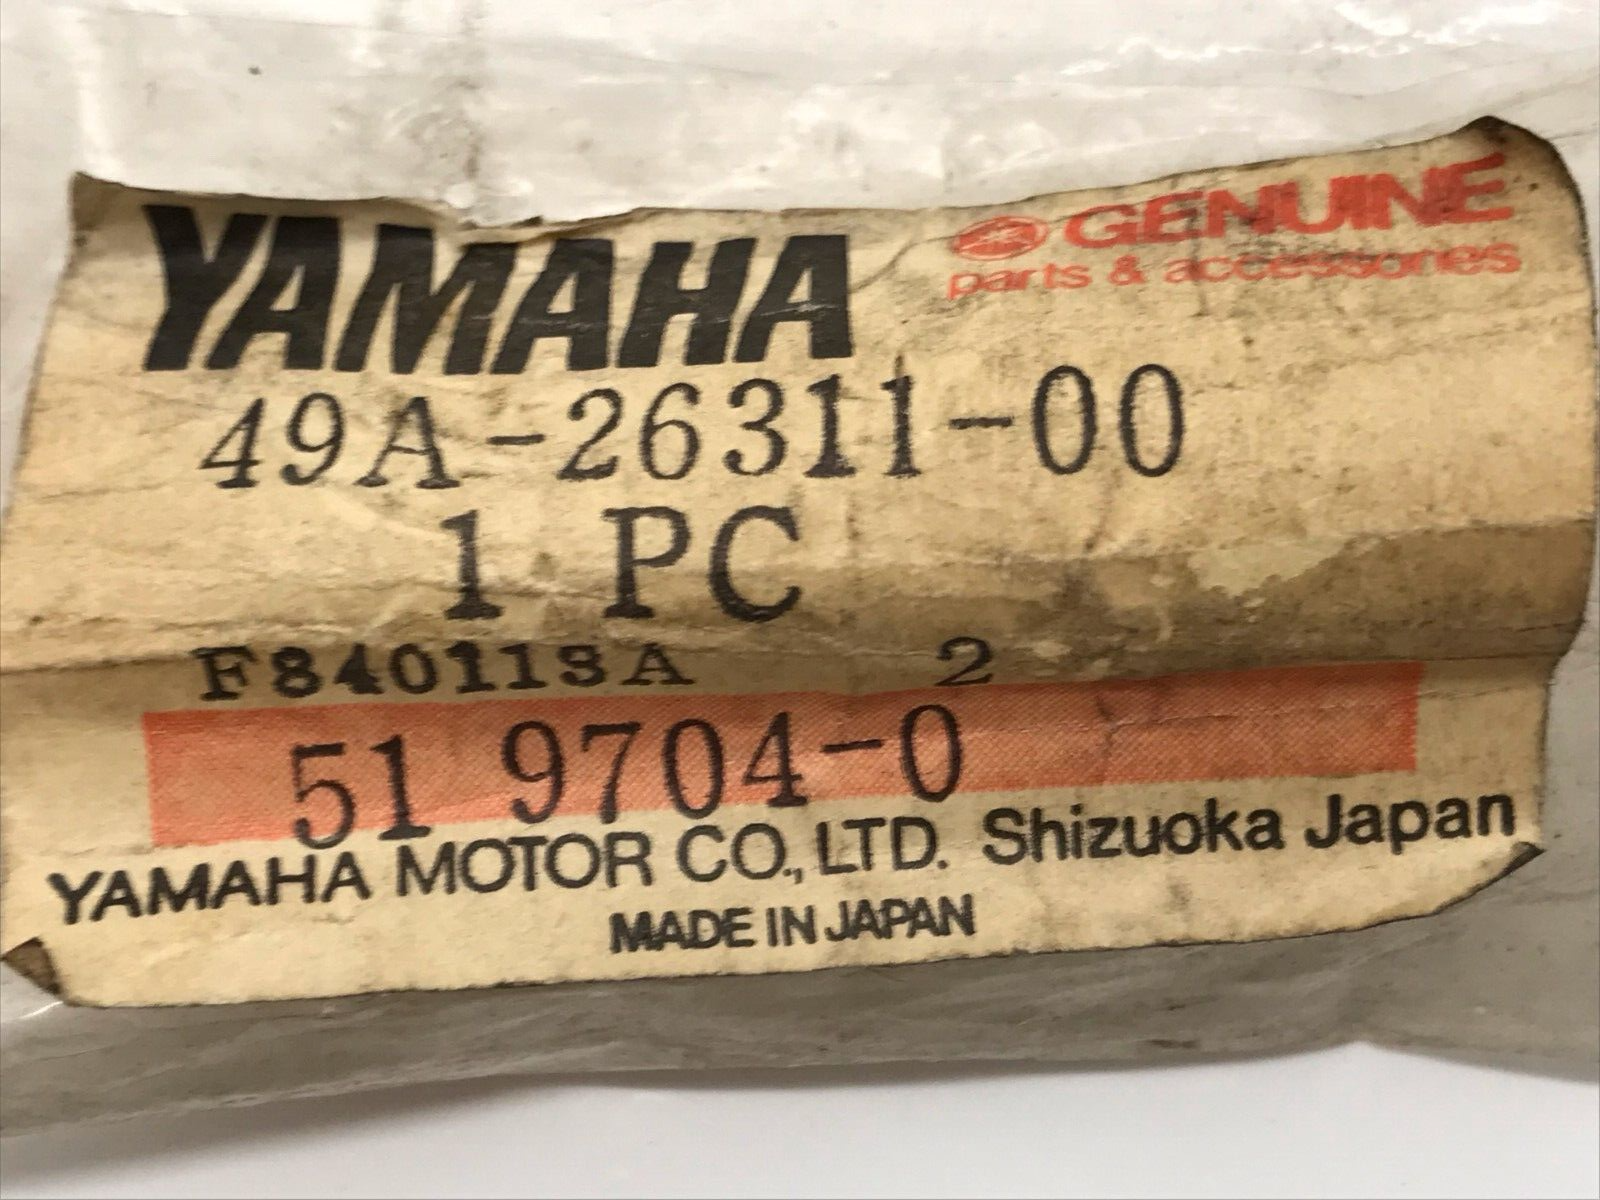 YAMAHA
GENUINE
parts & accessories
49A-26311-00
1 PC
F840118A 2
51 9704-0
YAMAHA MOTOR CO., LTD. Shizuoka Japan
MADE IN JAPAN